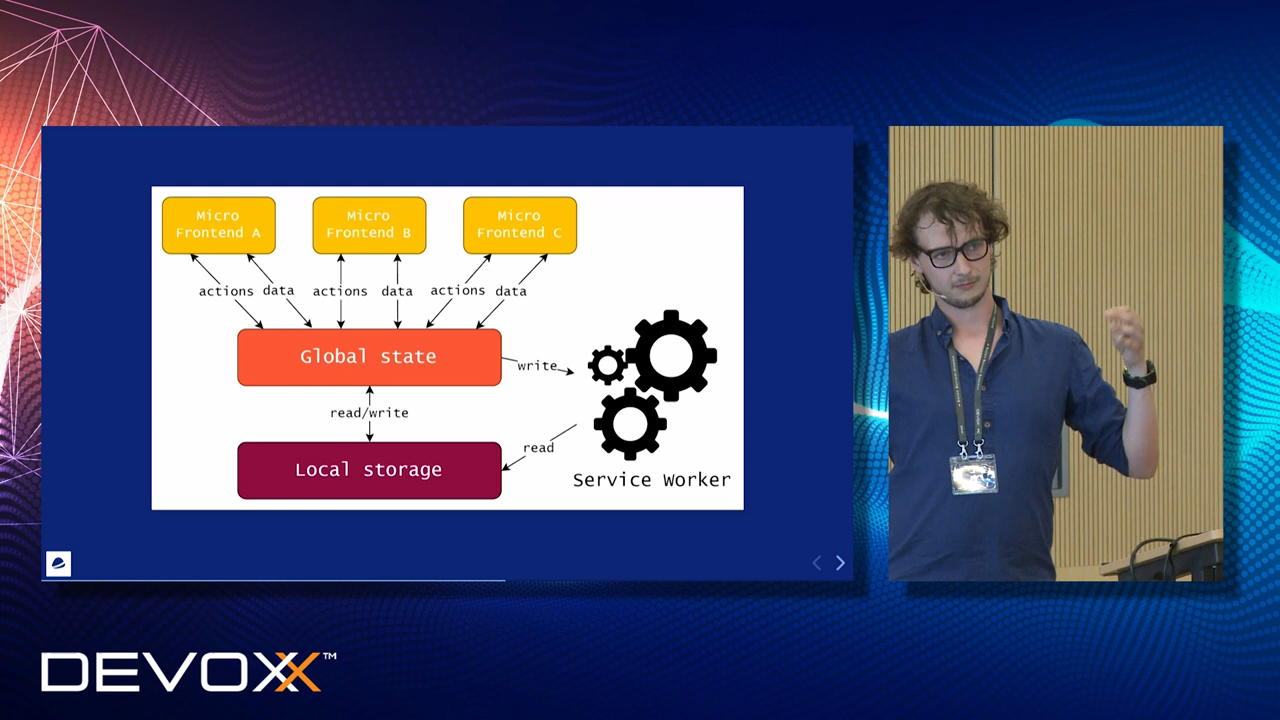 Micro
Frontend A
Micro
Frontend B
Micro
Frontend C
actions
data
actions
data
actions
data
Global state
write
read/write
read
Local storage
Service Worker
DEVOXX™